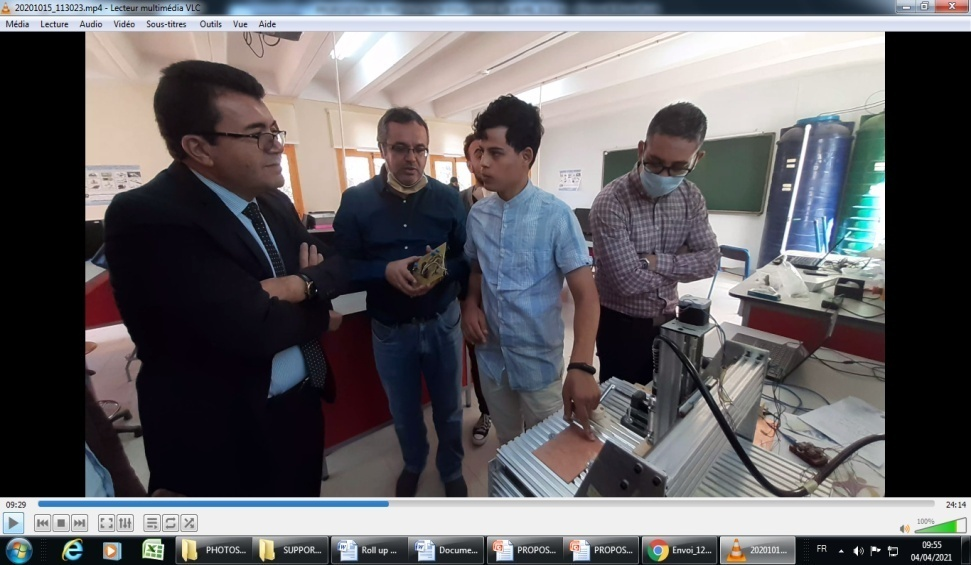 20201015_113023.mp4 - Lecteur multimédia VLC
Média Lecture Audio Vidéo Sous-titres Outils Vue Aide
09:29
24:14
100%
PHOTOS...
SUPPOR...
Roll up ...
Docume...
PROPOS...
PROPOS...
Envoi_12...
2020101...
FR
09:55
04/04/2021